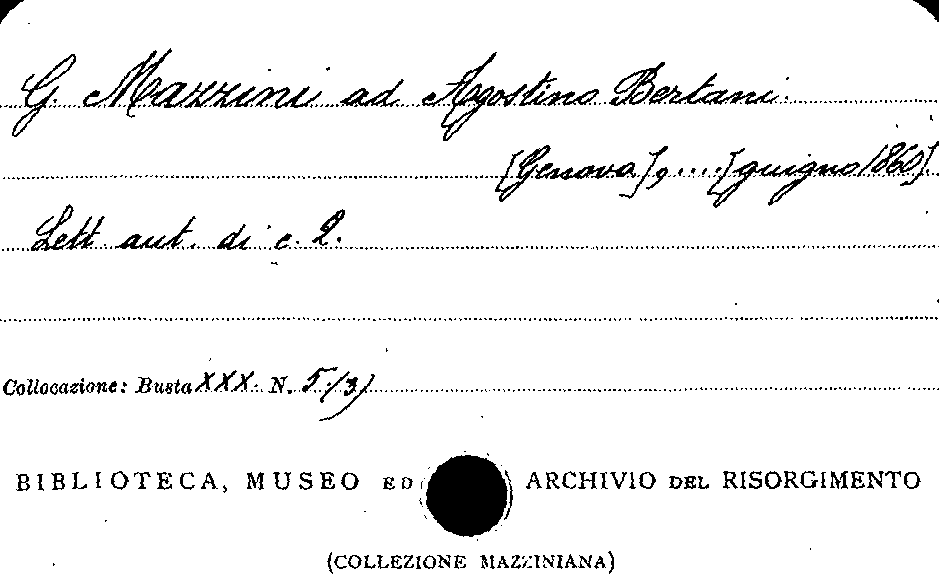 G. Mazzini ad Agostino Bertani.
[Genova], .... [giugno 1860].
Lett. aut. di c. 2.
Collocazione: Busta XXX. N. 5/3)
BIBLIOTECA, MUSEO ED ARCHIVIO DEL RISORGIMENTO
(COLLEZIONE MAZZINIANA)